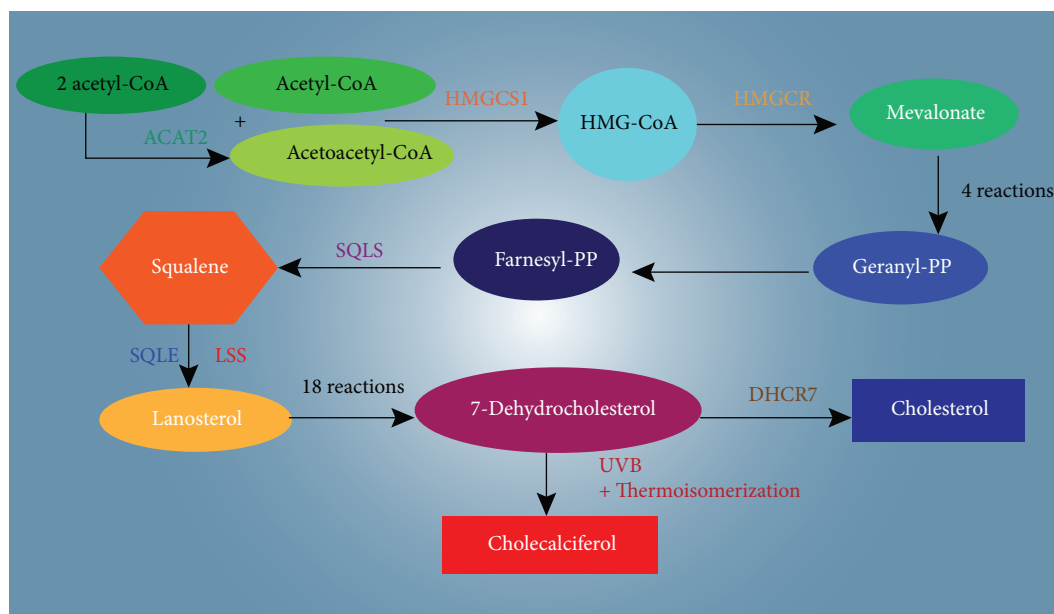 2 acetyl-CoA
Acetyl-CoA
+
ACAT2
Acetoacetyl-CoA
HMGCS1
HMG-CoA
HMGCR
Mevalonate
4 reactions
Geranyl-PP
Farnesyl-PP
SQLS
Squalene
SQLE
LSS
Lanosterol
18 reactions
7-Dehydrocholesterol
DHCR7
Cholesterol
UVB
+ Thermoisomerization
Cholecalciferol